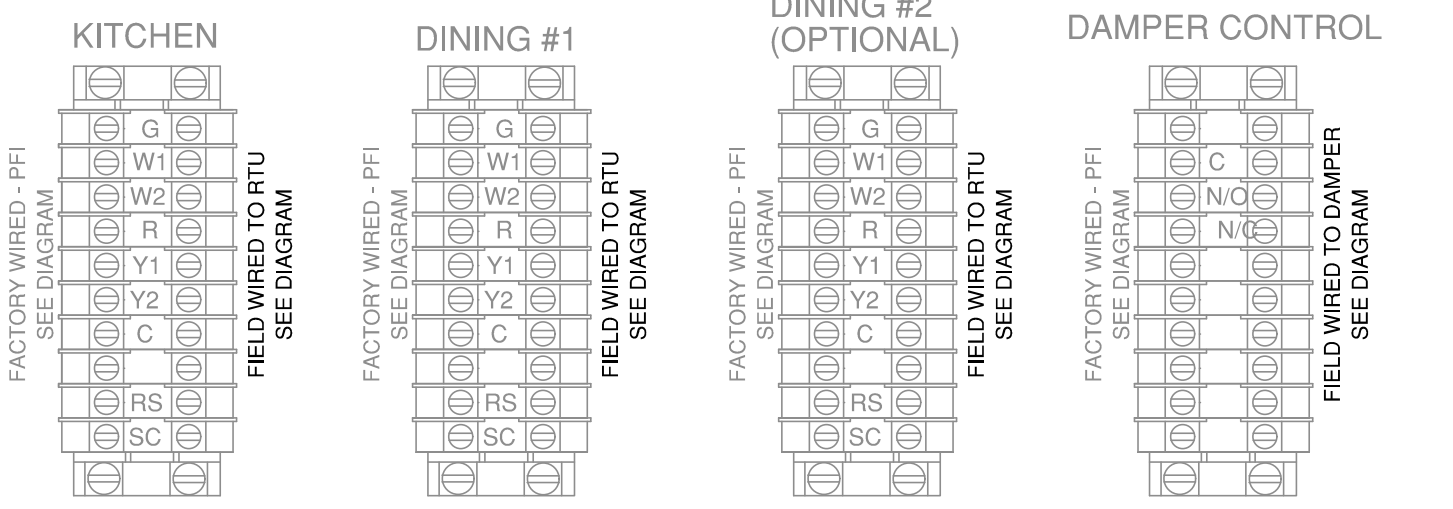 KITCHEN
FACTORY WIRED - PFI
SEE DIAGRAM
G
W1
W2
R
Y1
Y2
C
RS
SC
FIELD WIRED TO RTU
SEE DIAGRAM
DINING #1
FACTORY WIRED - PFI
SEE DIAGRAM
G
W1
W2
R
Y1
Y2
C
RS
SC
FIELD WIRED TO RTU
SEE DIAGRAM
DINING #2
(OPTIONAL)
FACTORY WIRED - PFI
SEE DIAGRAM
G
W1
W2
R
Y1
Y2
C
RS
SC
FIELD WIRED TO RTU
SEE DIAGRAM
DAMPER CONTROL
FACTORY WIRED - PFI
SEE DIAGRAM
C
N/O
N/C
FIELD WIRED TO DAMPER
SEE DIAGRAM